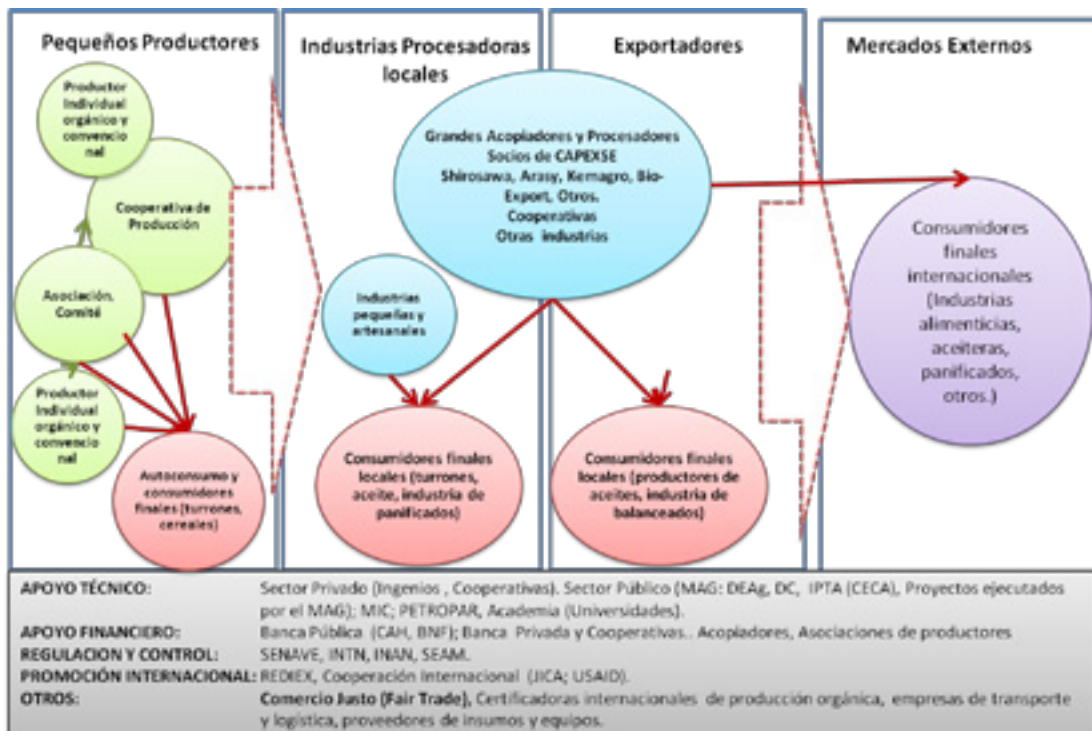 Pequeños Productores
Productor
Individual
orgánico y
convencio
nal
Cooperativa de
Producción
Asociación.
Comité
Productor
Individual
orgánico y
convencio
nal
Autoconsumo y
consumidores
finales (turrones,
cereales)
Industrias Procesadoras
locales
Exportadores
Grandes Acopiadores y Procesadores
Socios de CAPEXSE
Shirosawa, Arasy, Kemagro, Bio-
Export, Otros.
Cooperativas
Otras industrias
Industrias
pequeñas y
artesanales
Consumidores finales
locales (turrones,
aceite, industria de
panificados)
Consumidores finales
locales (productores de
aceites, industria de
balanceados)
Mercados Externos
Consumidores
finales
internacionales
(Industrias
alimenticias,
aceiteras,
panificados,
otros.)
APOYO TÉCNICO: Sector Privado (Ingenios , Cooperativas). Sector Público (MAG: DEAg, DC, IPTA (CECA), Proyectos ejecutados
por el MAG); MIC; PETROPAR, Academia (Universidades).
APOYO FINANCIERO: Banca Pública (CAH, BNF); Banca Privada y Cooperativas.. Acopiadores, Asociaciones de productores
REGULACION Y CONTROL: SENAVE, INTN, INAN, SEAM.
PROMOCIÓN INTERNACIONAL: REDIEX, Cooperación Internacional (JICA; USAID).
OTROS: Comercio Justo (Fair Trade), Certificadoras internacionales de producción orgánica, empresas de transporte
y logística, proveedores de insumos y equipos.